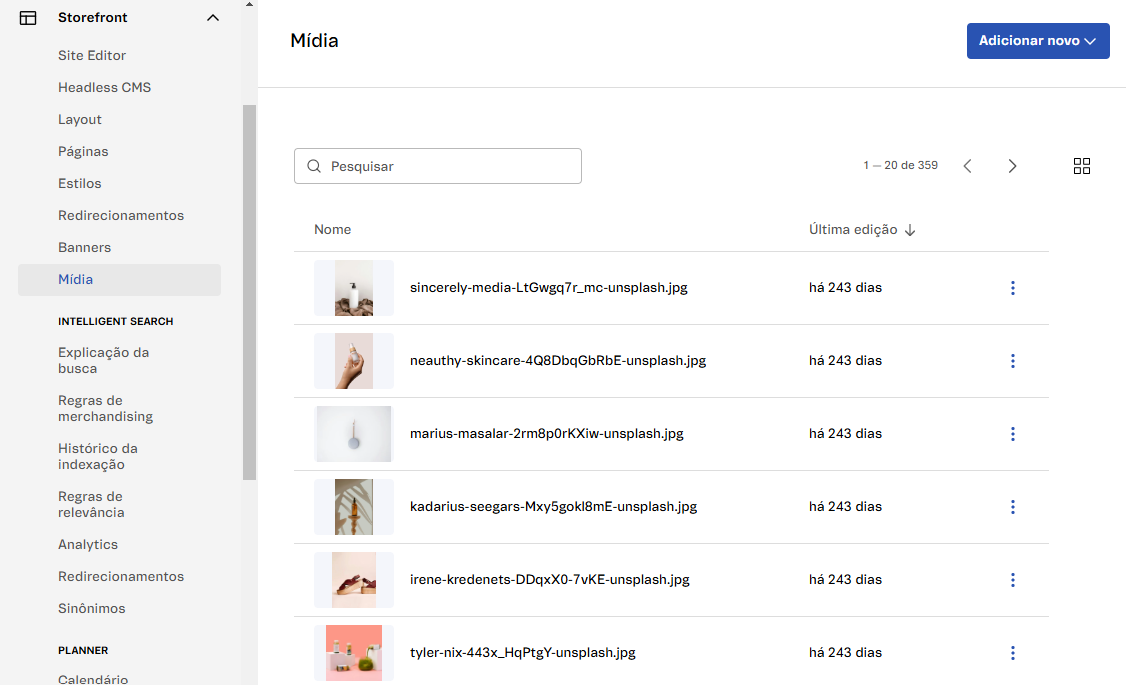 Storefront
Site Editor
Headless CMS
Layout
Páginas
Estilos
Redirecionamentos
Banners
Mídia
INTELLIGENT SEARCH
Explicação da
busca
Regras de
merchandising
Histórico da
indexação
Regras de
relevância
Analytics
Redirecionamentos
Sinônimos
PLANNER
Calendário
Mídia
Adicionar novo
Pesquisar
1 — 20 de 359
Nome Última edição
sincerely-media-LtGwgq7r_mc-unsplash.jpg há 243 dias
neauthy-skincare-4Q8DbqGbRbE-unsplash.jpg há 243 dias
marius-masalar-2rm8p0rKXiw-unsplash.jpg há 243 dias
kadarius-seegars-Mxy5gokl8mE-unsplash.jpg há 243 dias
irene-kredenets-DDqxX0-7vKE-unsplash.jpg há 243 dias
tyler-nix-443x_HqPtgY-unsplash.jpg há 243 dias